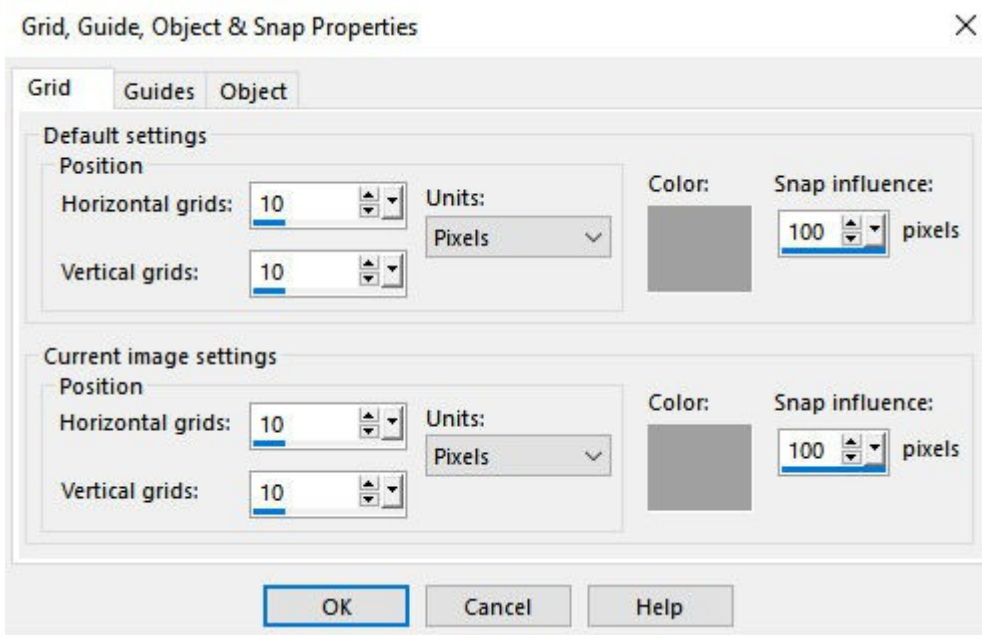 Grid, Guide, Object & Snap Properties
Grid Guides Object
Default settings
Position
Horizontal grids: 10 Units: Color: Snap influence:
Pixels 100 pixels
Vertical grids: 10
Current image settings
Position
Horizontal grids: 10 Units: Color: Snap influence:
Pixels 100 pixels
Vertical grids: 10
OK Cancel Help